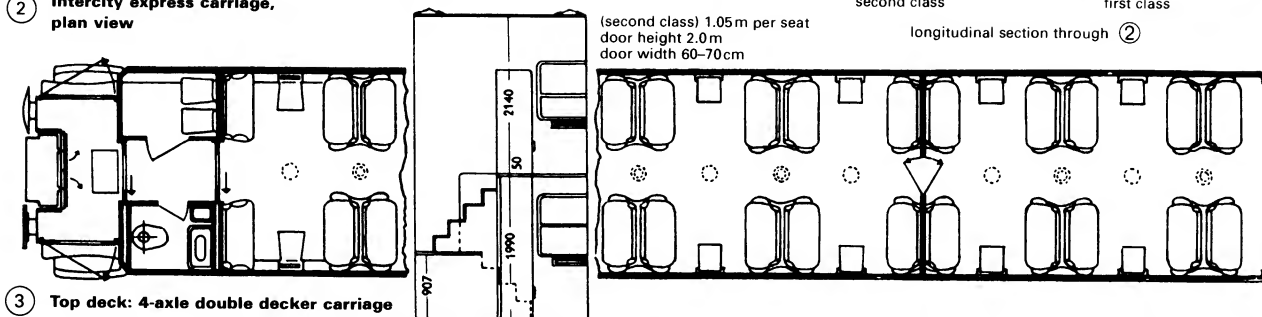 ② Intercity express carriage,
plan view
(second class) 1.05 m per seat
door height 2.0 m
door width 60–70cm
second class
first class
longitudinal section through ②
2140
50
1990
907
③ Top deck: 4-axle double decker carriage